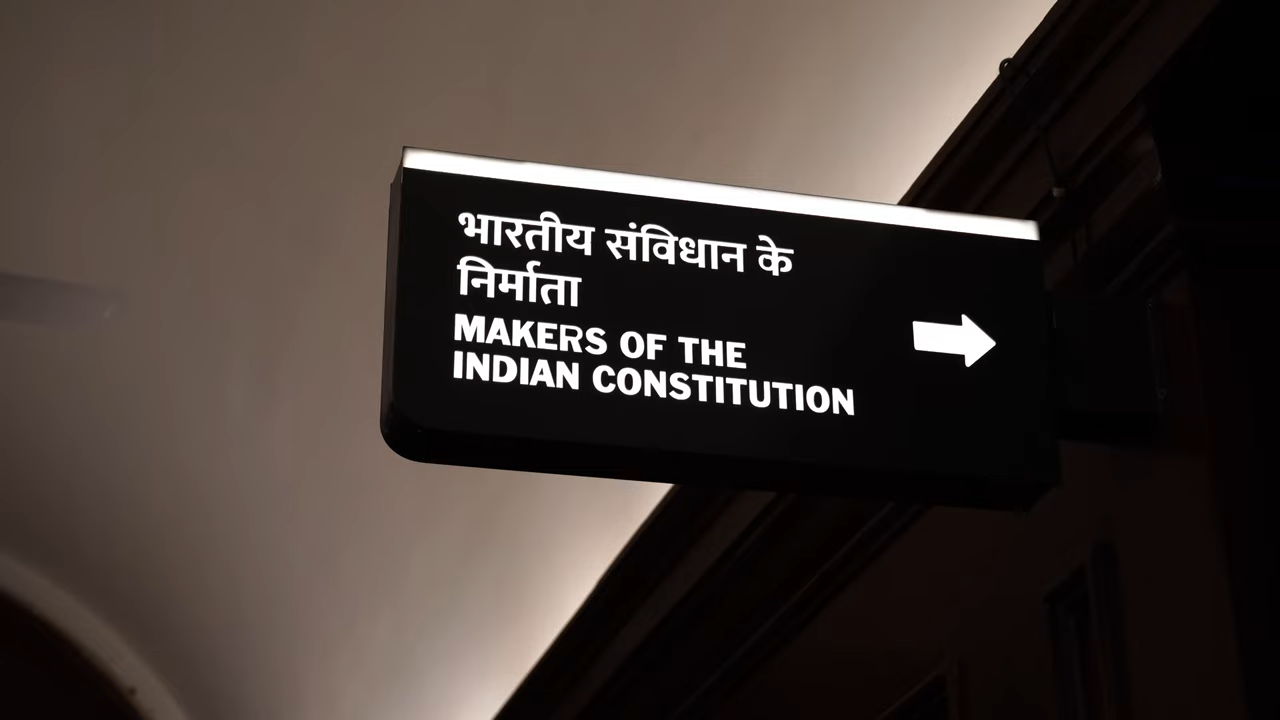 भारतीय संविधान के
निर्माता
MAKERS OF THE
INDIAN CONSTITUTION